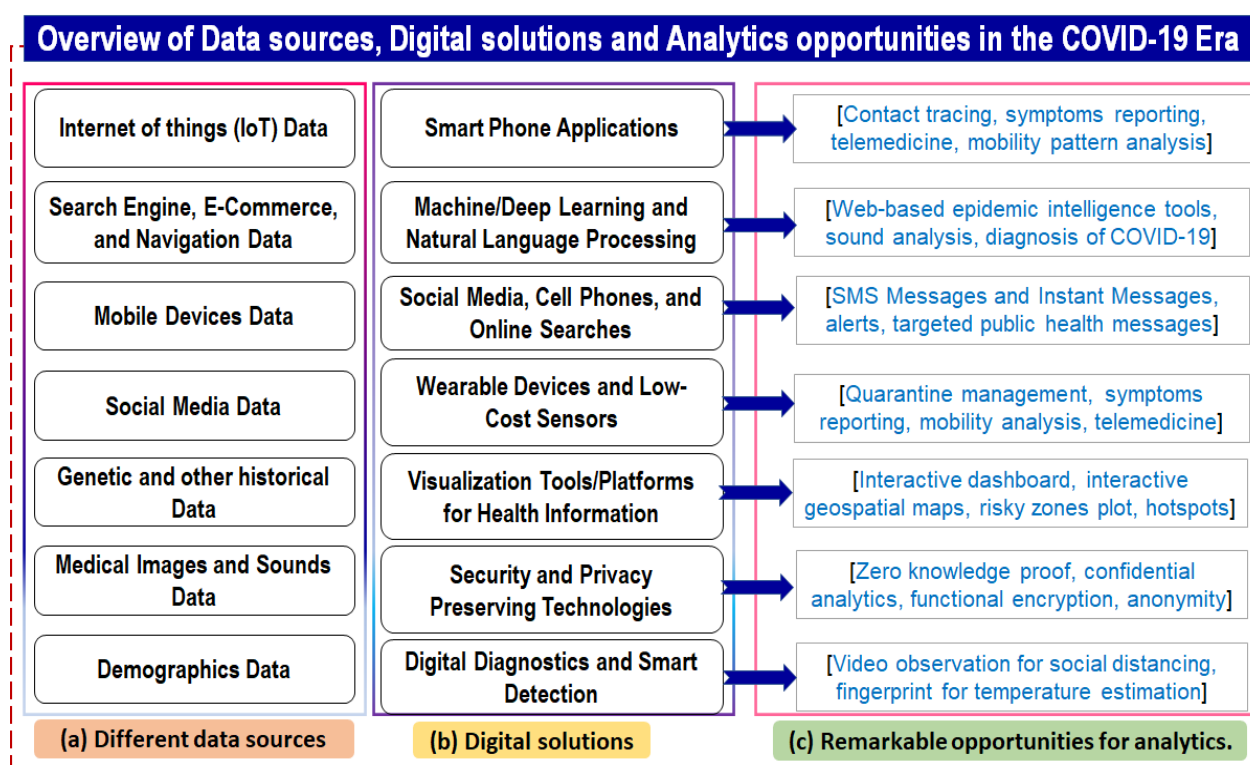 Overview of Data sources, Digital solutions and Analytics opportunities in the COVID-19 Era
Internet of things (IoT) Data
Search Engine, E-Commerce,
and Navigation Data
Mobile Devices Data
Social Media Data
Genetic and other historical
Data
Medical Images and Sounds
Data
Demographics Data
(a) Different data sources
Smart Phone Applications
Machine/Deep Learning and
Natural Language Processing
Social Media, Cell Phones, and
Online Searches
Wearable Devices and Low-
Cost Sensors
Visualization Tools/Platforms
for Health Information
Security and Privacy
Preserving Technologies
Digital Diagnostics and Smart
Detection
(b) Digital solutions
[Contact tracing, symptoms reporting,
telemedicine, mobility pattern analysis]
[Web-based epidemic intelligence tools,
sound analysis, diagnosis of COVID-19]
[SMS Messages and Instant Messages,
alerts, targeted public health messages]
[Quarantine management, symptoms
reporting, mobility analysis, telemedicine]
[Interactive dashboard, interactive
geospatial maps, risky zones plot, hotspots]
[Zero knowledge proof, confidential
analytics, functional encryption, anonymity]
[Video observation for social distancing,
fingerprint for temperature estimation]
(c) Remarkable opportunities for analytics.